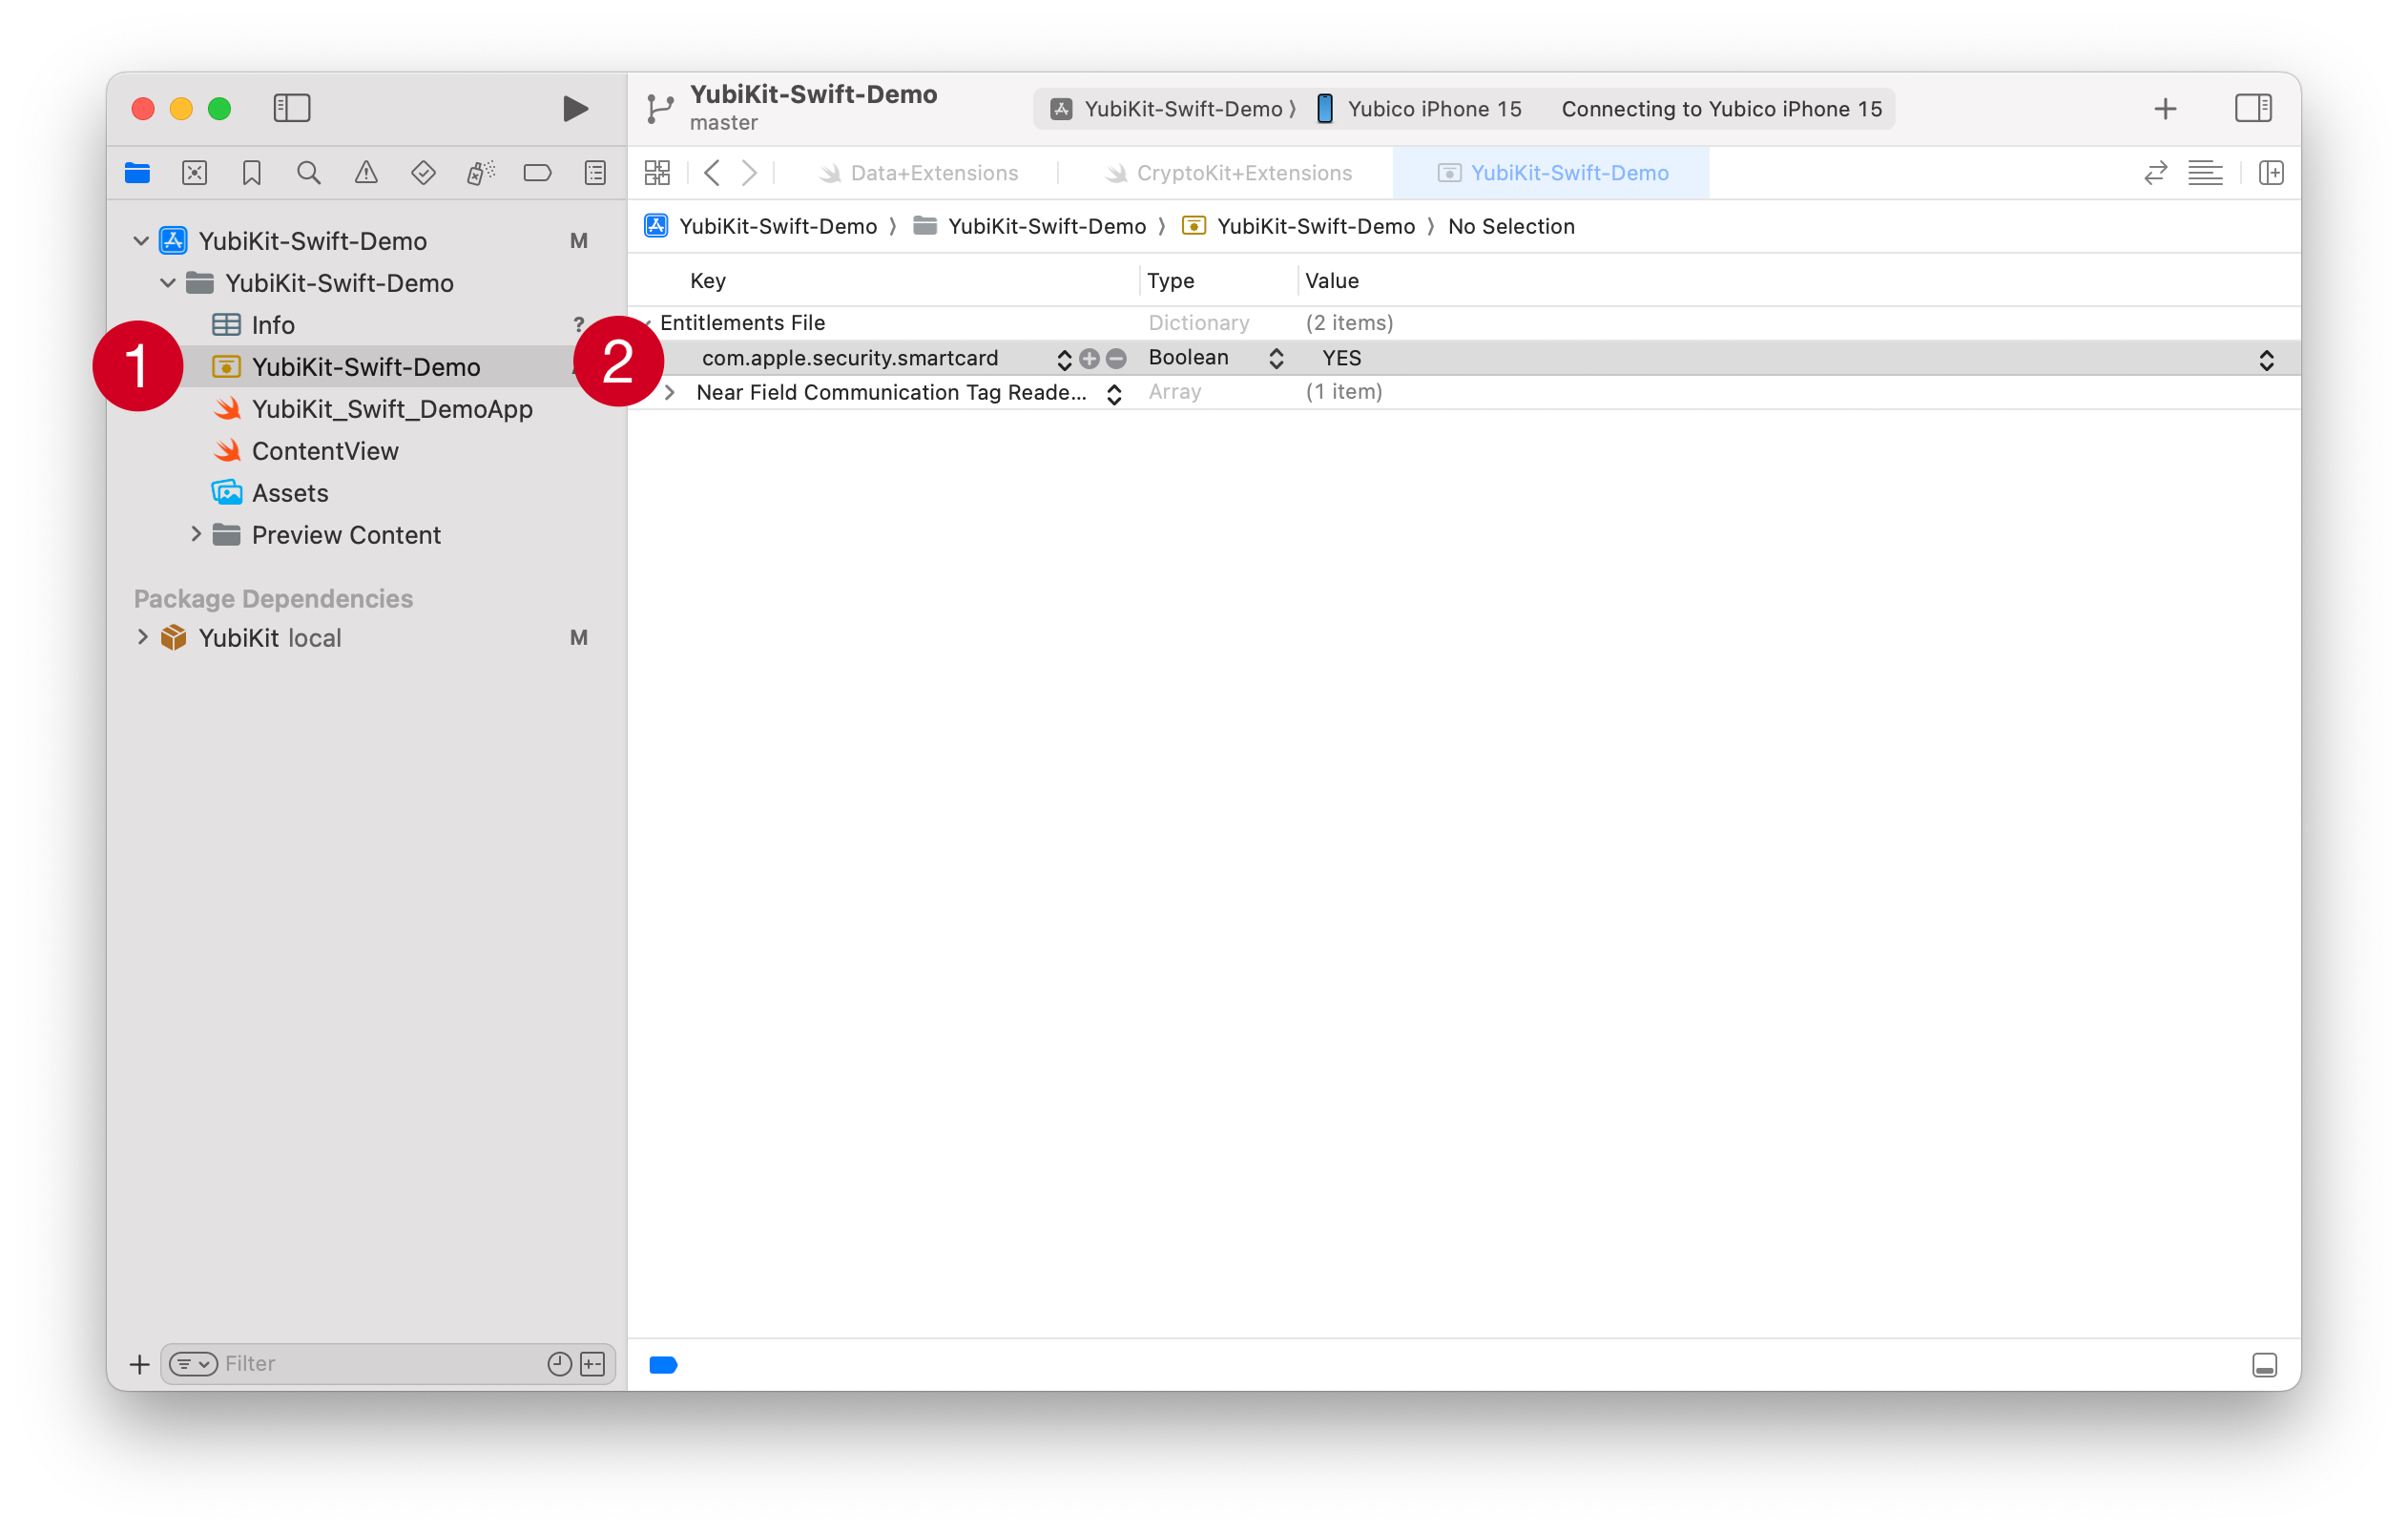 YubiKit-Swift-Demo
master
YubiKit-Swift-Demo
Yubico iPhone 15
Connecting to Yubico iPhone 15
Data+Extensions
CryptoKit+Extensions
YubiKit-Swift-Demo
YubiKit-Swift-Demo
YubiKit-Swift-Demo
YubiKit-Swift-Demo
No Selection
YubiKit-Swift-Demo M
YubiKit-Swift-Demo
Info ?
1
YubiKit-Swift-Demo
YubiKit_Swift_DemoApp
ContentView
Assets
Preview Content
Package Dependencies
YubiKit local M
Filter
Key Type Value
Entitlements File Dictionary (2 items)
2
com.apple.security.smartcard Boolean YES
Near Field Communication Tag Reade... Array (1 item)